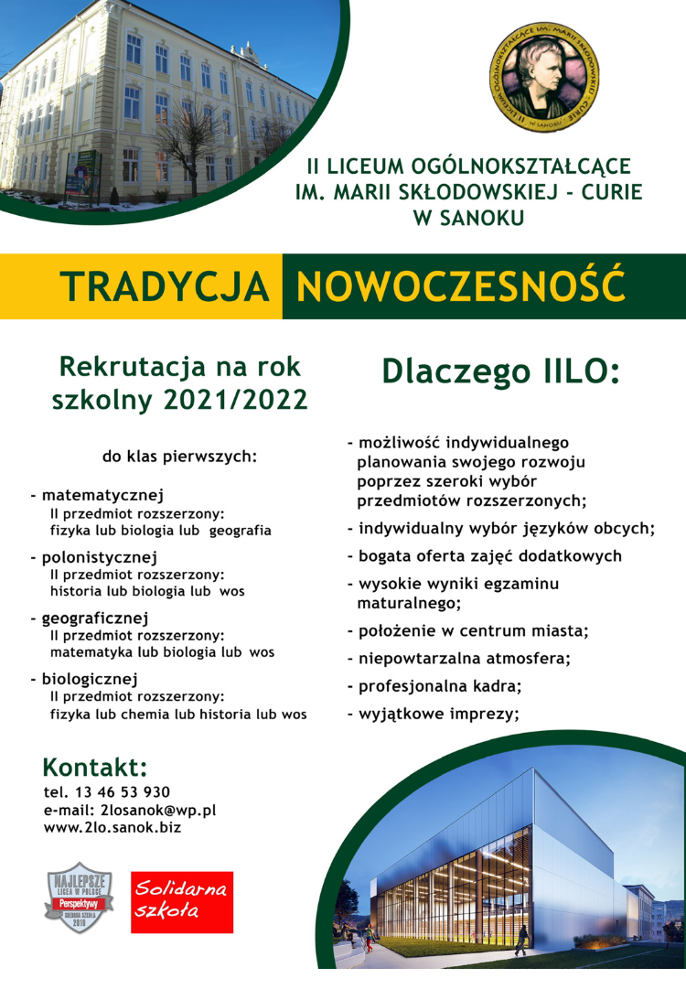 II LICEUM OGÓLNOKSZTAŁCĄCE IM. MARII SKŁODOWSKIEJ - CURIE
W SANOKU
II LICEUM OGÓLNOKSZTAŁCĄCE
IM. MARII SKŁODOWSKIEJ - CURIE
W SANOKU
TRADYCJA NOWOCZESNOŚĆ
Rekrutacja na rok
szkolny 2021/2022
do klas pierwszych:
- matematycznej
II przedmiot rozszerzony:
fizyka lub biologia lub geografia
- polonistycznej
II przedmiot rozszerzony:
historia lub biologia lub wos
- geograficznej
II przedmiot rozszerzony:
matematyka lub biologia lub wos
- biologicznej
II przedmiot rozszerzony:
fizyka lub chemia lub historia lub wos
Dlaczego IILO:
- możliwość indywidualnego
planowania swojego rozwoju
poprzez szeroki wybór
przedmiotów rozszerzonych;
- indywidualny wybór języków obcych;
- bogata oferta zajęć dodatkowych
- wysokie wyniki egzaminu
maturalnego;
- położenie w centrum miasta;
- niepowtarzalna atmosfera;
- profesjonalna kadra;
- wyjątkowe imprezy;
Kontakt:
tel. 13 46 53 930
e-mail: 2losanok@wp.pl
www.2lo.sanok.biz
NAJLEPSZE
LICEA W POLSCE
Perspektywy
SREBRNA SZKOŁA
2018
Solidarna
szkoła